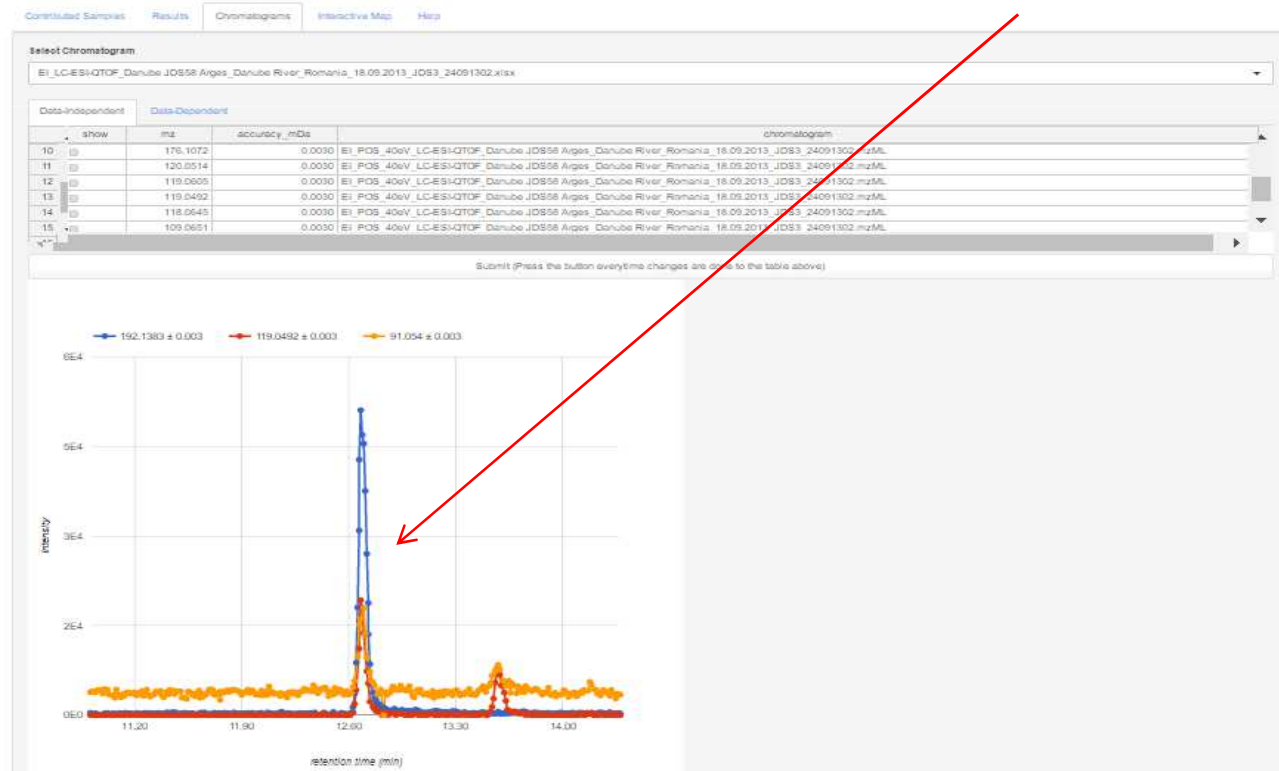 Contributed Samples Results Chromatograms Interactive Map Help
Select Chromatogram
EI_LC-ESI-QTOF_Danube JDS58 Arges_Danube River_Romania_18.09.2013_JDS3_24091302.xlsx
Data-Independent Data-Dependent
show mz accuracy_mDa chromatogram
10 176.1072 0.0030 EI_POS_40eV_LC-ESI-QTOF_Danube JDS58 Arges_Danube River_Romania_18.09.2013_JDS3_24091302.mzML
11 120.0514 0.0030 EI_POS_40eV_LC-ESI-QTOF_Danube JDS58 Arges_Danube River_Romania_18.09.2013_JDS3_24091302.mzML
12 119.0605 0.0030 EI_POS_40eV_LC-ESI-QTOF_Danube JDS58 Arges_Danube River_Romania_18.09.2013_JDS3_24091302.mzML
13 119.0492 0.0030 EI_POS_40eV_LC-ESI-QTOF_Danube JDS58 Arges_Danube River_Romania_18.09.2013_JDS3_24091302.mzML
14 118.0645 0.0030 EI_POS_40eV_LC-ESI-QTOF_Danube JDS58 Arges_Danube River_Romania_18.09.2013_JDS3_24091302.mzML
15 109.0651 0.0030 EI_POS_40eV_LC-ESI-QTOF_Danube JDS58 Arges_Danube River_Romania_18.09.2013_JDS3_24091302.mzML
Submit (Press the button everytime changes are done to the table above)
192.1383 ± 0.003 119.0492 ± 0.003 91.054 ± 0.003
6E4
5E4
3E4
2E4
0E0
intensity
11.20 11.90 12.60 13.30 14.00
retention time (min)